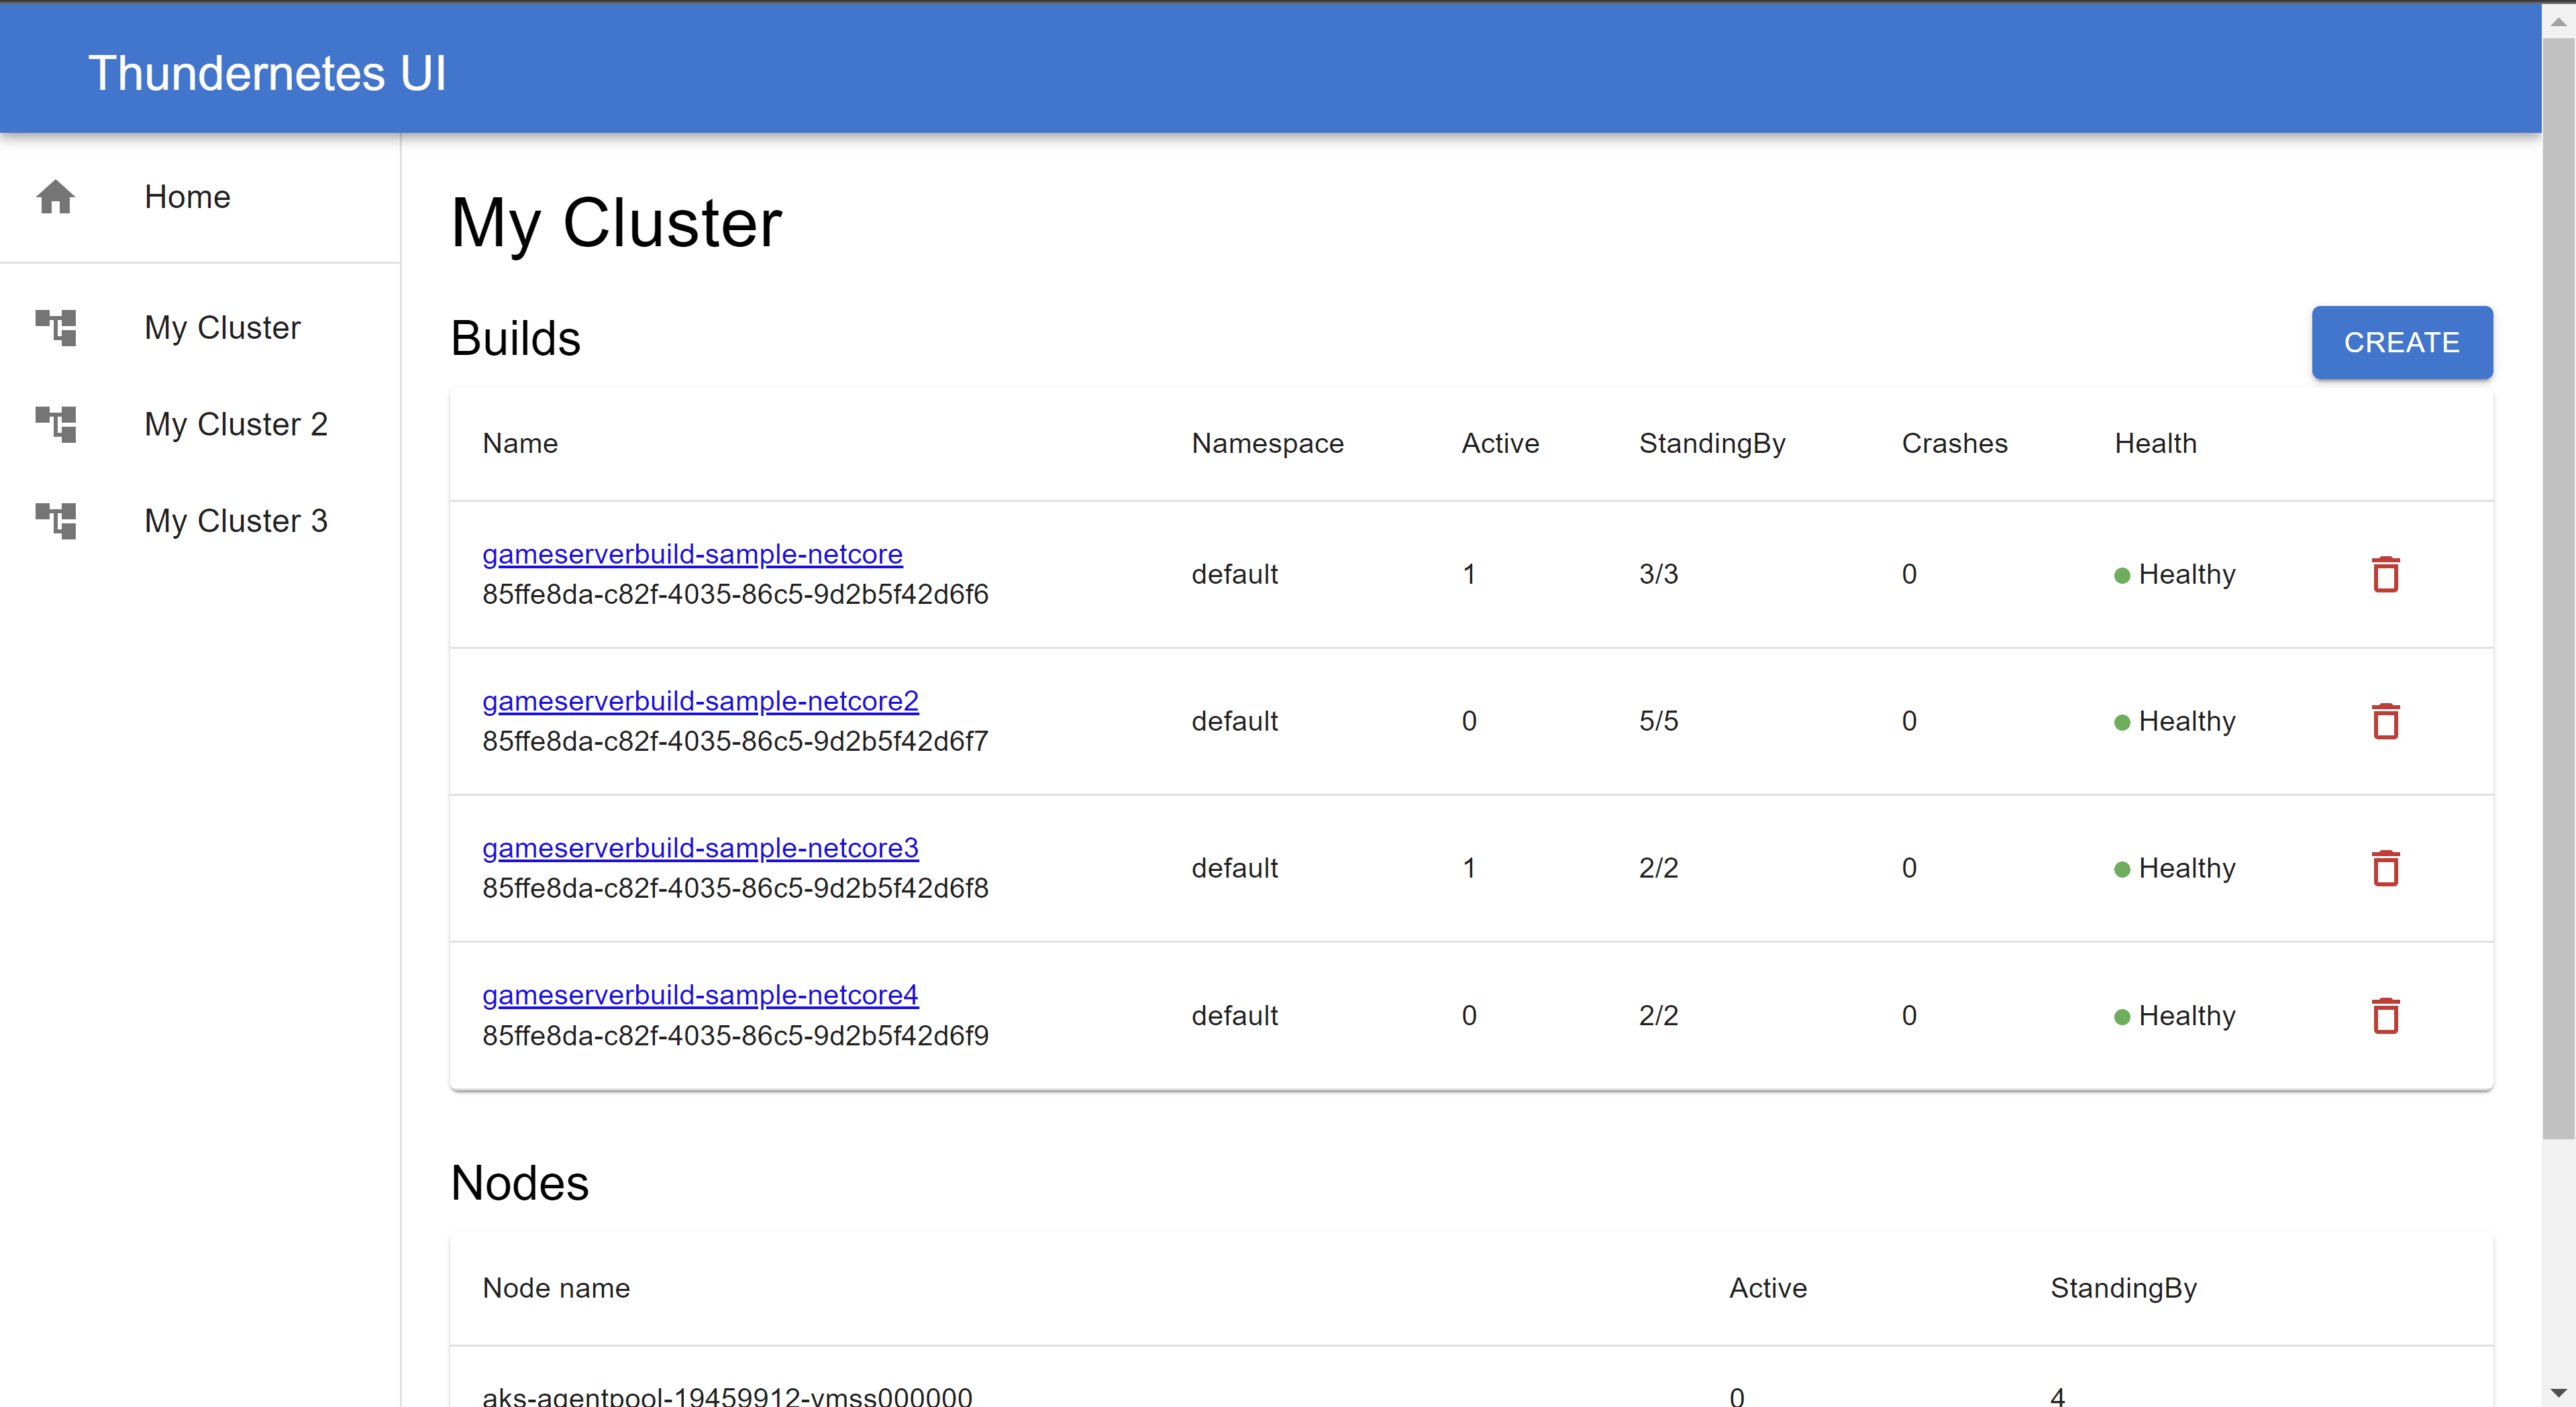 Thundernetes UI
Home
My Cluster
My Cluster 2
My Cluster 3
My Cluster
Builds
CREATE
Name Namespace Active StandingBy Crashes Health
gameserverbuild-sample-netcore
85ffe8da-c82f-4035-86c5-9d2b5f42d6f6
default 1 3/3 0 Healthy
gameserverbuild-sample-netcore2
85ffe8da-c82f-4035-86c5-9d2b5f42d6f7
default 0 5/5 0 Healthy
gameserverbuild-sample-netcore3
85ffe8da-c82f-4035-86c5-9d2b5f42d6f8
default 1 2/2 0 Healthy
gameserverbuild-sample-netcore4
85ffe8da-c82f-4035-86c5-9d2b5f42d6f9
default 0 2/2 0 Healthy
Nodes
Node name Active StandingBy
aks-agentpool-19459912-vmss000000 0 4